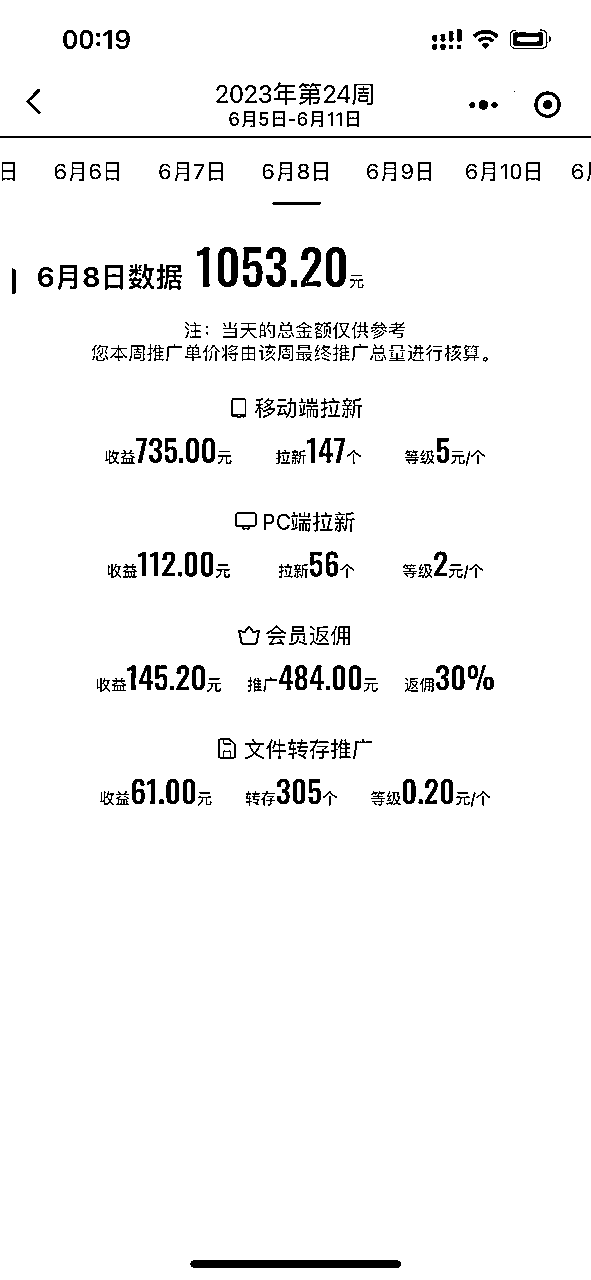 00:19
2023年第24周
6月5日-6月11日
日 6月6日 6月7日 6月8日 6月9日 6月10日 6月
6月8日数据 1053.20元
注：当天的总金额仅供参考
您本周推广单价将由该周最终推广总量进行核算。
移动端拉新
收益735.00元 拉新147个 等级5元/个
PC端拉新
收益112.00元 拉新56个 等级2元/个
会员返佣
收益145.20元 推广484.00元 返佣30%
文件转存推广
收益61.00元 转存305个 等级0.20元/个